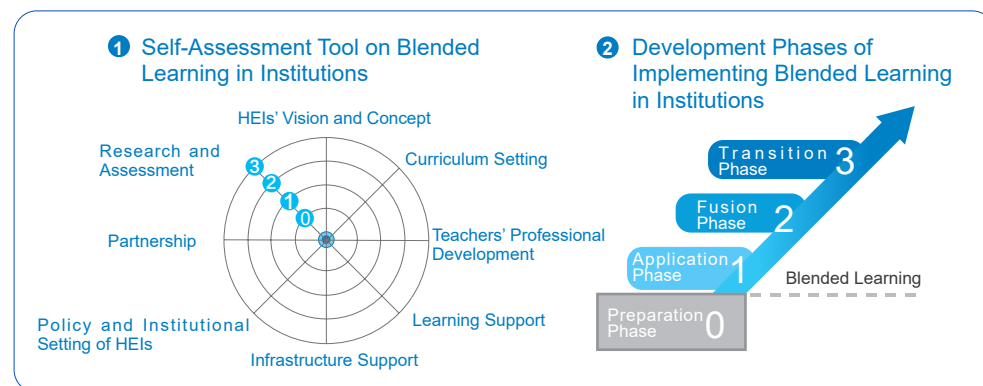 1 Self-Assessment Tool on Blended
Learning in Institutions
HEIs' Vision and Concept
Research and
Assessment
Curriculum Setting
3
2
1
0
Partnership
Teachers' Professional
Development
Policy and Institutional
Setting of HEIs
Learning Support
Infrastructure Support
2 Development Phases of
Implementing Blended Learning
in Institutions
Transition
Phase 3
Fusion
Phase 2
Application
Phase 1
Blended Learning
Preparation
Phase 0